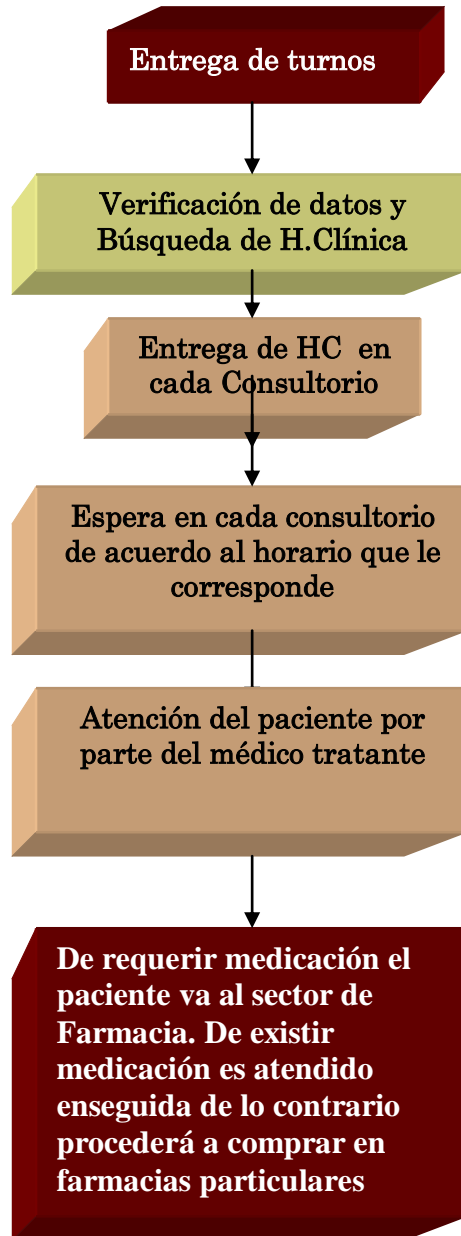 Entrega de turnos
Verificación de datos y
Búsqueda de H.Clínica
Entrega de HC en
cada Consultorio
Espera en cada consultorio
de acuerdo al horario que le
corresponde
Atención del paciente por
parte del médico tratante
De requerir medicación el
paciente va al sector de
Farmacia. De existir
medicación es atendido
enseguida de lo contrario
procederá a comprar en
farmacias particulares